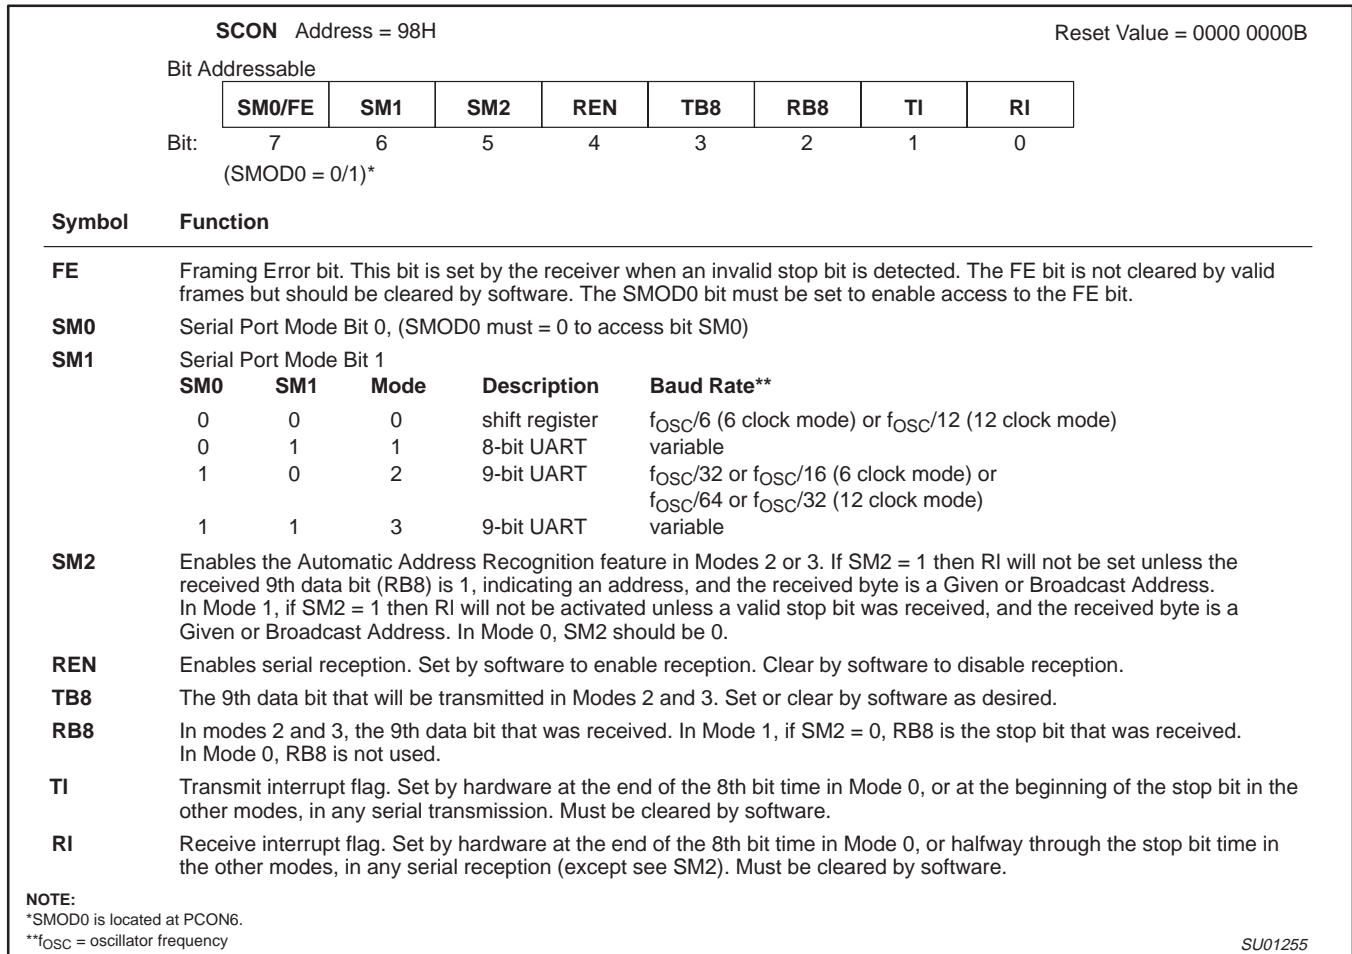 SCON Address = 98H Reset Value = 0000 0000B
Bit Addressable
SM0/FE SM1 SM2 REN TB8 RB8 TI RI
Bit: 7 6 5 4 3 2 1 0
(SMOD0 = 0/1)*
Symbol Function
FE Framing Error bit. This bit is set by the receiver when an invalid stop bit is detected. The FE bit is not cleared by valid
frames but should be cleared by software. The SMOD0 bit must be set to enable access to the FE bit.
SM0 Serial Port Mode Bit 0, (SMOD0 must = 0 to access bit SM0)
SM1 Serial Port Mode Bit 1
SM0 SM1 Mode Description Baud Rate**
0 0 0 shift register fOSC/6 (6 clock mode) or fOSC/12 (12 clock mode)
0 1 1 8-bit UART variable
1 0 2 9-bit UART fOSC/32 or fOSC/16 (6 clock mode) or
fOSC/64 or fOSC/32 (12 clock mode)
1 1 3 9-bit UART variable
SM2 Enables the Automatic Address Recognition feature in Modes 2 or 3. If SM2 = 1 then RI will not be set unless the
received 9th data bit (RB8) is 1, indicating an address, and the received byte is a Given or Broadcast Address.
In Mode 1, if SM2 = 1 then RI will not be activated unless a valid stop bit was received, and the received byte is a
Given or Broadcast Address. In Mode 0, SM2 should be 0.
REN Enables serial reception. Set by software to enable reception. Clear by software to disable reception.
TB8 The 9th data bit that will be transmitted in Modes 2 and 3. Set or clear by software as desired.
RB8 In modes 2 and 3, the 9th data bit that was received. In Mode 1, if SM2 = 0, RB8 is the stop bit that was received.
In Mode 0, RB8 is not used.
TI Transmit interrupt flag. Set by hardware at the end of the 8th bit time in Mode 0, or at the beginning of the stop bit in the
other modes, in any serial transmission. Must be cleared by software.
RI Receive interrupt flag. Set by hardware at the end of the 8th bit time in Mode 0, or halfway through the stop bit time in
the other modes, in any serial reception (except see SM2). Must be cleared by software.
NOTE:
*SMOD0 is located at PCON6.
**fOSC = oscillator frequency SU01255